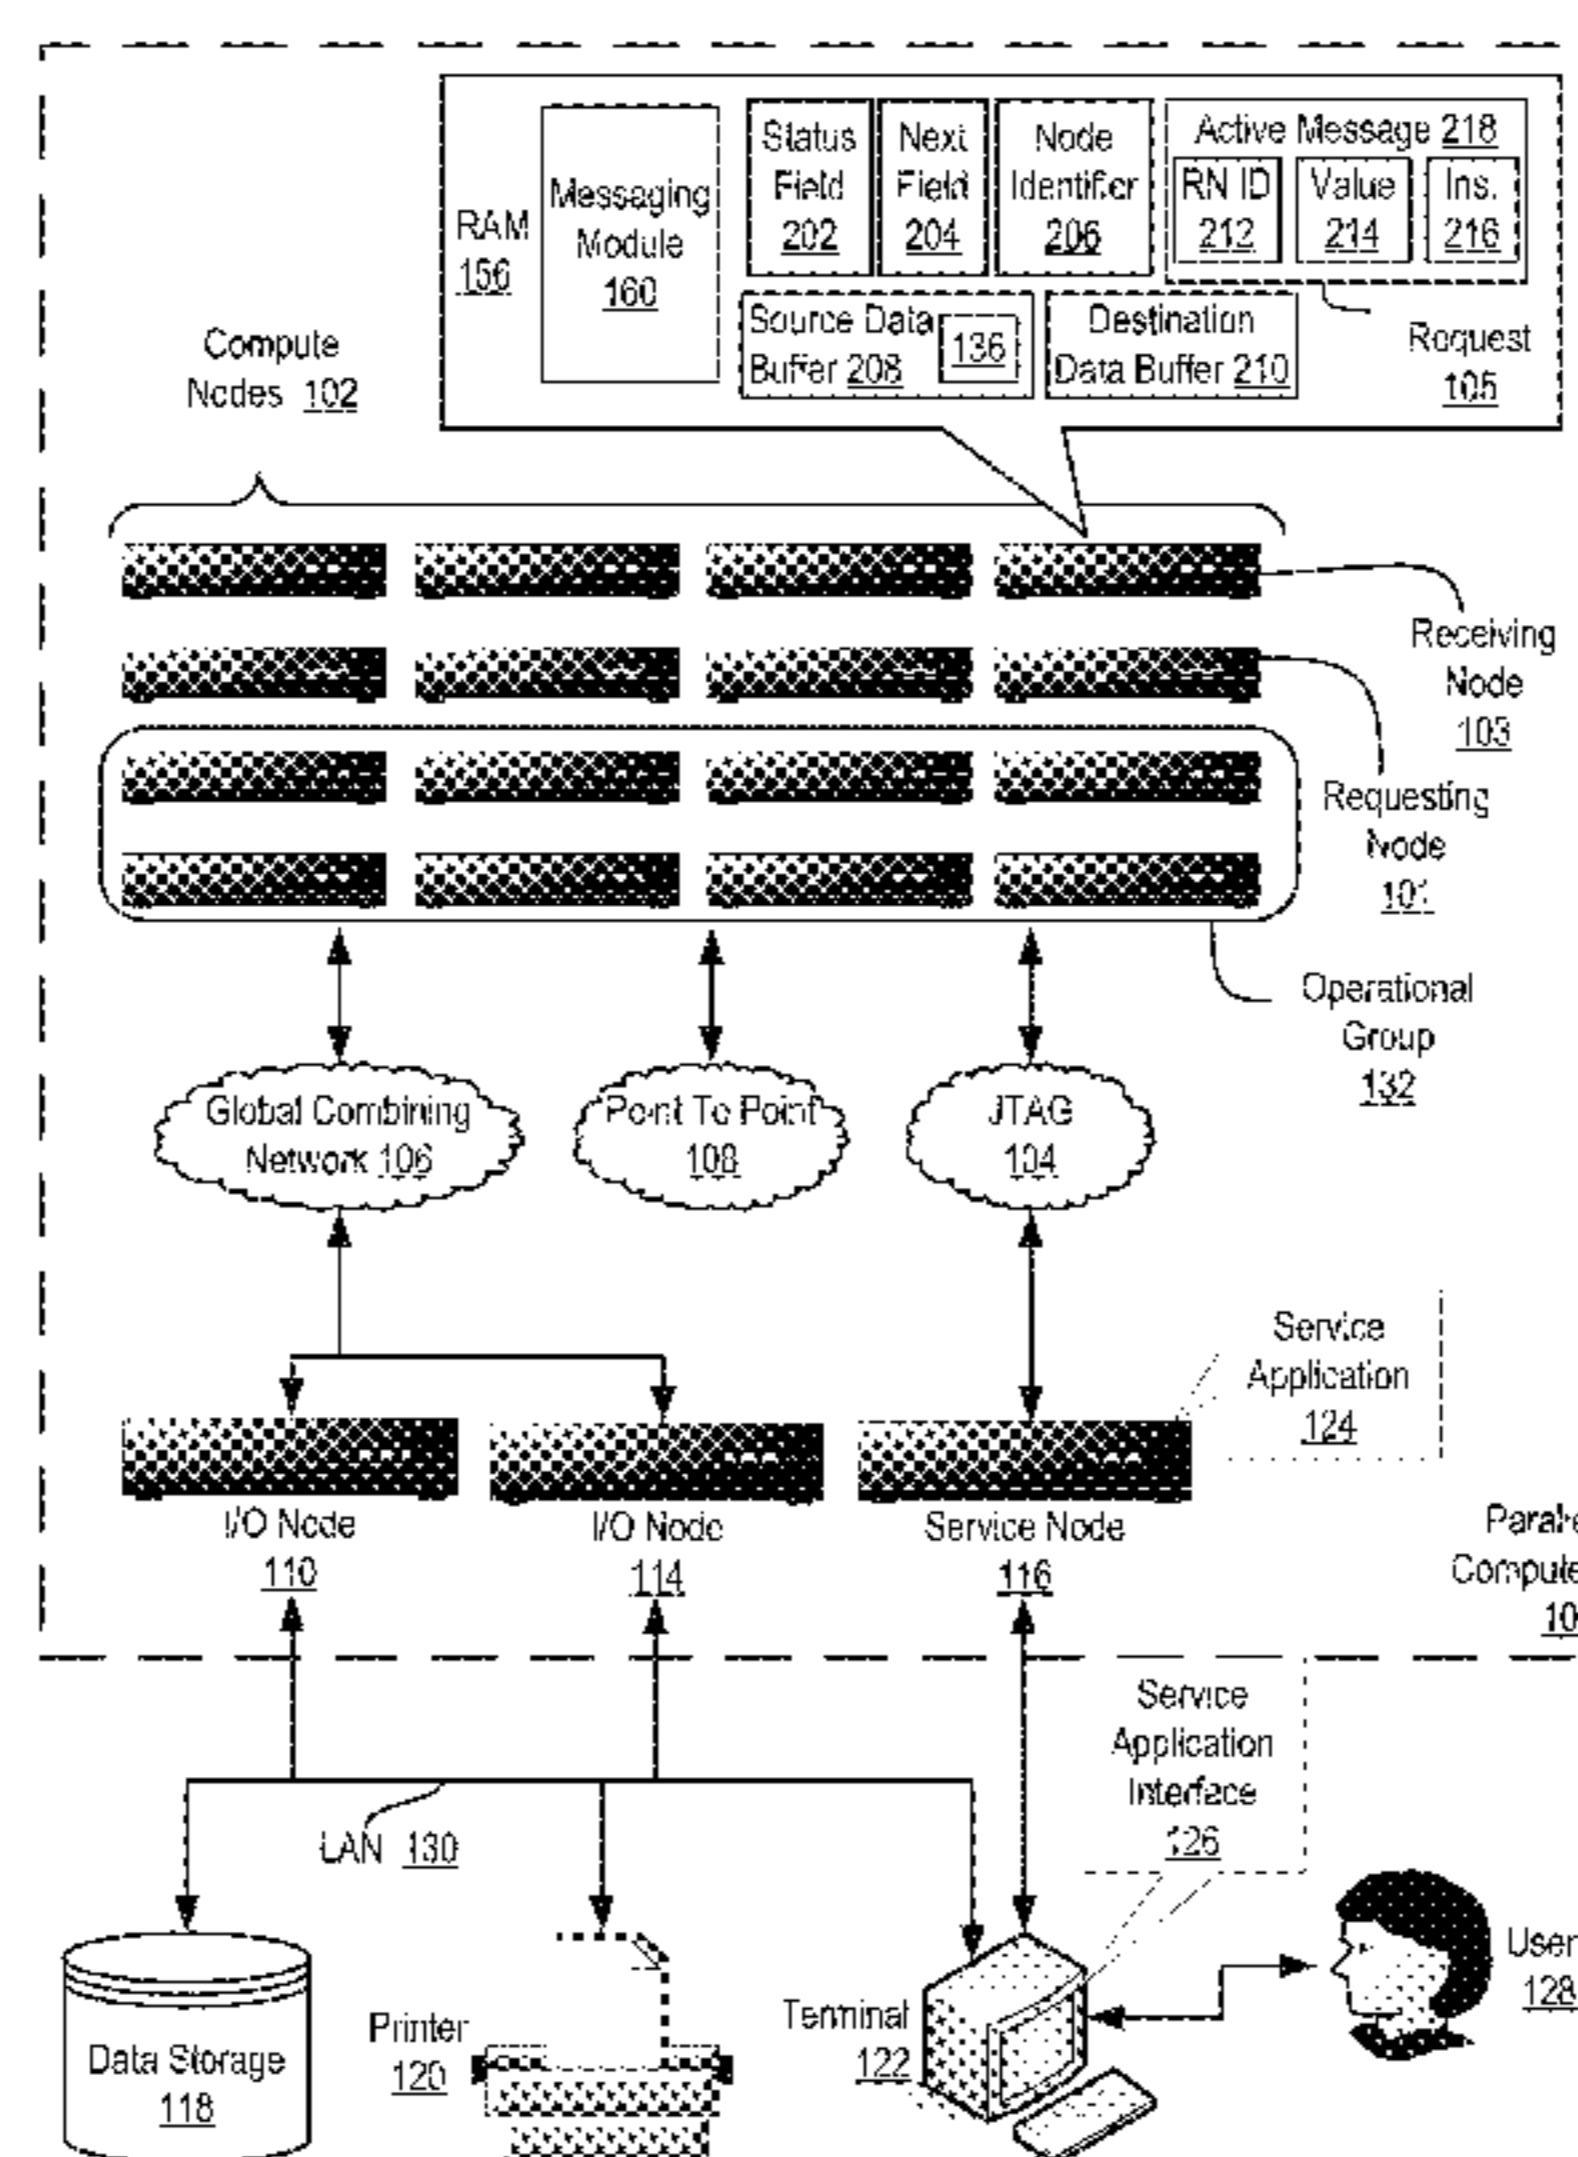 RAM
156
Messaging
Module
160
Status
Field
202
Next
Field
204
Node
Identifier
206
Active Message 218
RN ID
212
Value
214
Ins.
216
Source Data
Buffer 208
136
Destination
Data Buffer 210
Request
105
Compute
Nodes 102
Receiving
Node
103
Requesting
Node
101
Operational
Group
132
Global Combining
Network 106
Point To Point
108
JTAG
104
Service
Application
124
I/O Node
110
I/O Node
114
Service Node
116
Compute
Service
Application
Interface
126
LAN 130
Data Storage
118
Printer
120
Terminal
122
User
128